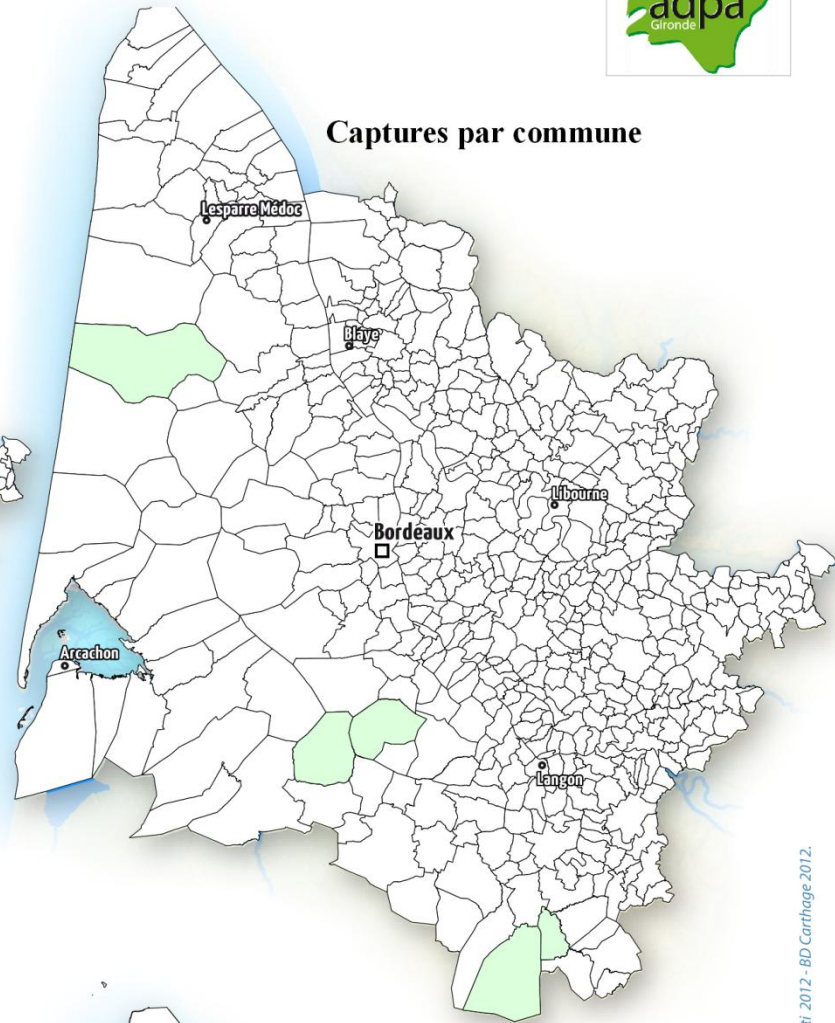 adpa
Gironde
Captures par commune
Lesparre Médoc
Blaye
Libourne
Bordeaux
Arcachon
Langon
2012 - BD Carthage 2012.